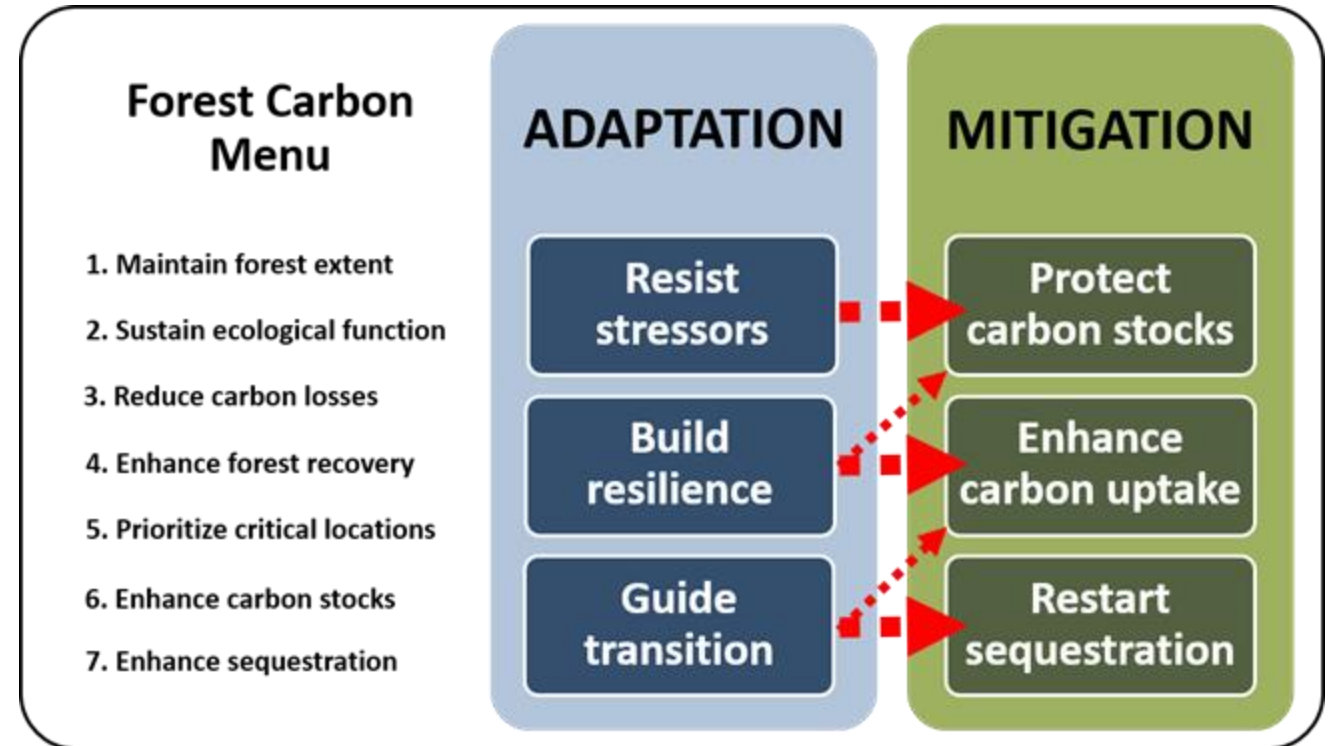 Forest Carbon
Menu
1. Maintain forest extent
2. Sustain ecological function
3. Reduce carbon losses
4. Enhance forest recovery
5. Prioritize critical locations
6. Enhance carbon stocks
7. Enhance sequestration
ADAPTATION
Resist
stressors
Build
resilience
Guide
transition
MITIGATION
Protect
carbon stocks
Enhance
carbon uptake
Restart
sequestration